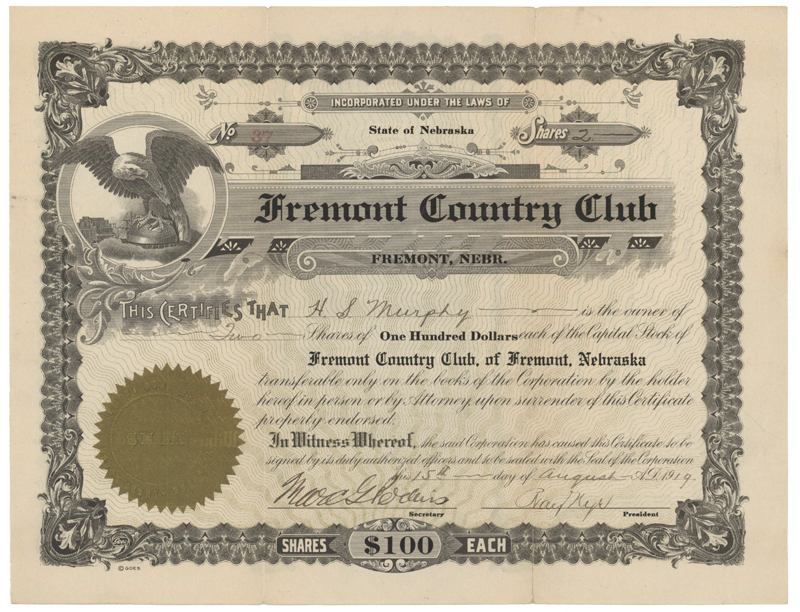 INCORPORATED UNDER THE LAWS OF
No 37
State of Nebraska
Shares 2
Fremont Country Club
FREMONT, NEBR.
THIS CERTIFIES THAT H S Murphy is the owner of
Two Shares of One Hundred Dollars each of the Capital Stock of
Fremont Country Club, of Fremont, Nebraska
transferable only on the books of the Corporation by the holder
hereof in person or by Attorney upon surrender of this Certificate
properly endorsed.
In Witness Whereof, the said Corporation has caused this Certificate to be
signed by its duly authorized officers and to be sealed with the Seal of the Corporation
this 15th day of August A.D. 1919.
Ray Nye
Secretary
President
SHARES $100 EACH
© GOES